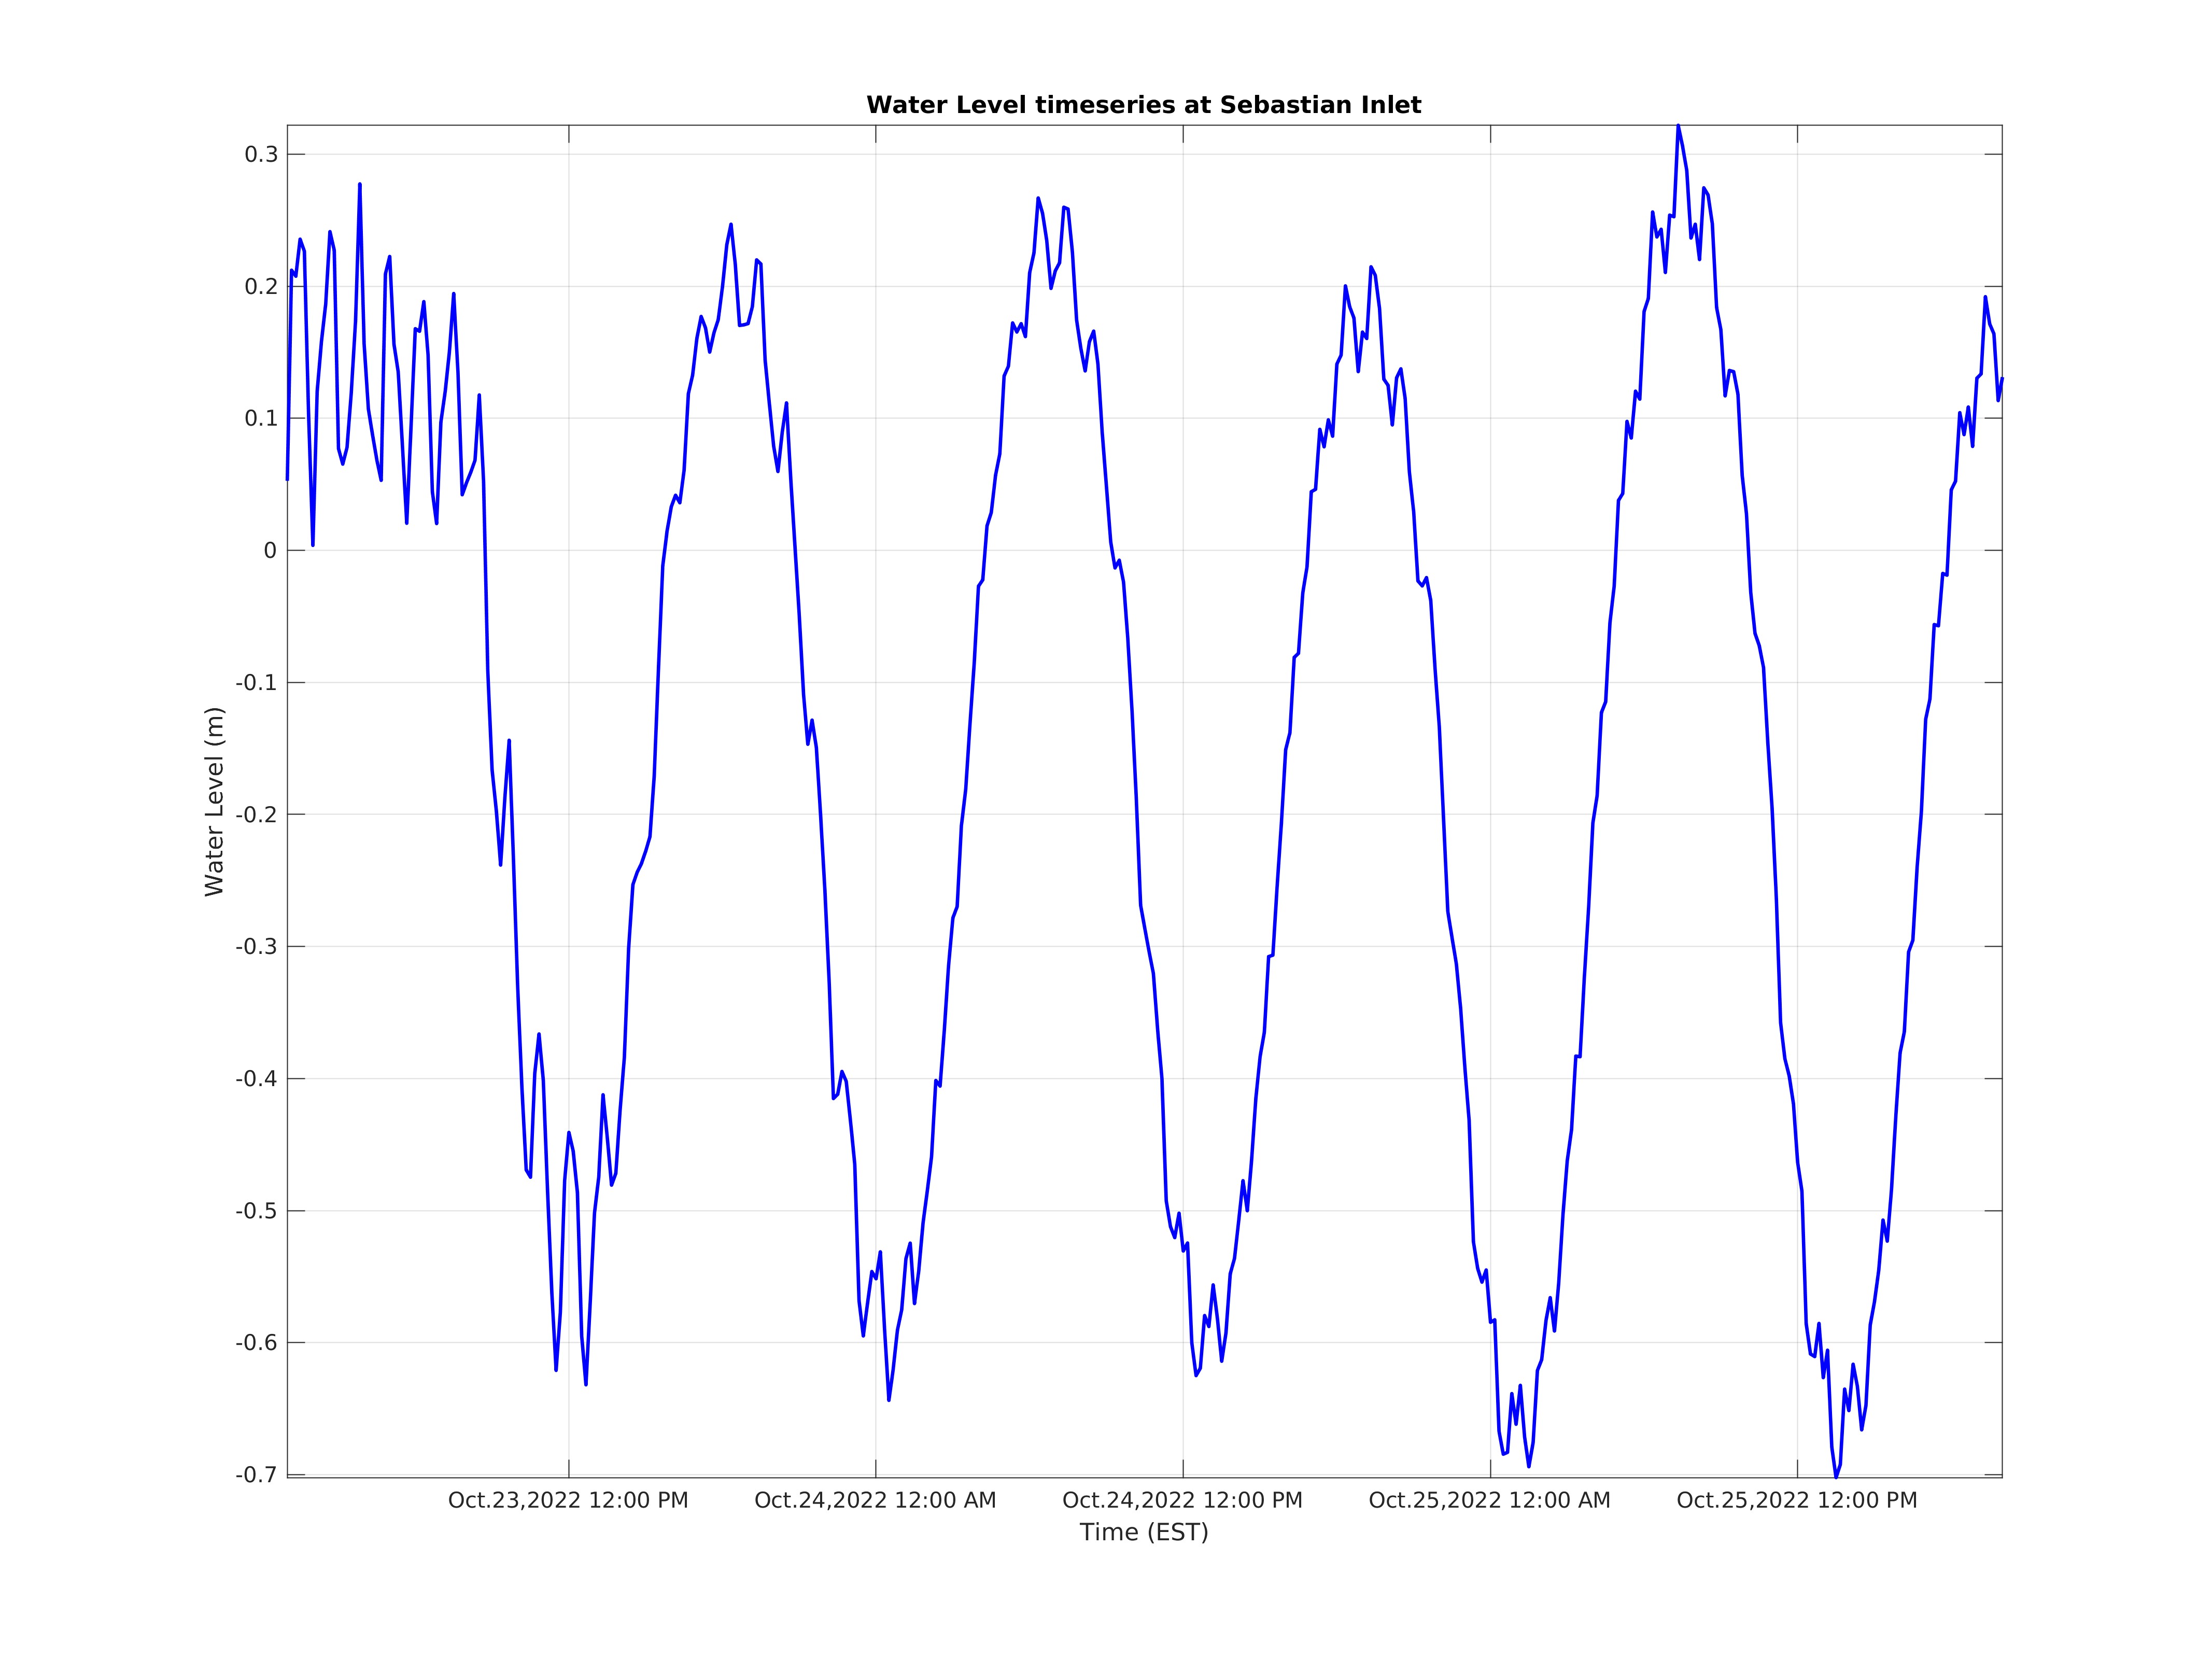 Water Level timeseries at Sebastian Inlet
0.3
0.2
0.1
0
-0.1
-0.2
-0.3
-0.4
-0.5
-0.6
-0.7
Water Level (m)
Oct.23,2022 12:00 PM Oct.24,2022 12:00 AM Oct.24,2022 12:00 PM Oct.25,2022 12:00 AM Oct.25,2022 12:00 PM
Time (EST)